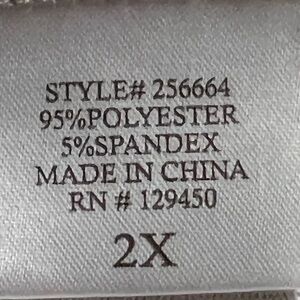 STYLE# 256664
95%POLYESTER
5%SPANDEX
MADE IN CHINA
RN # 129450
2X